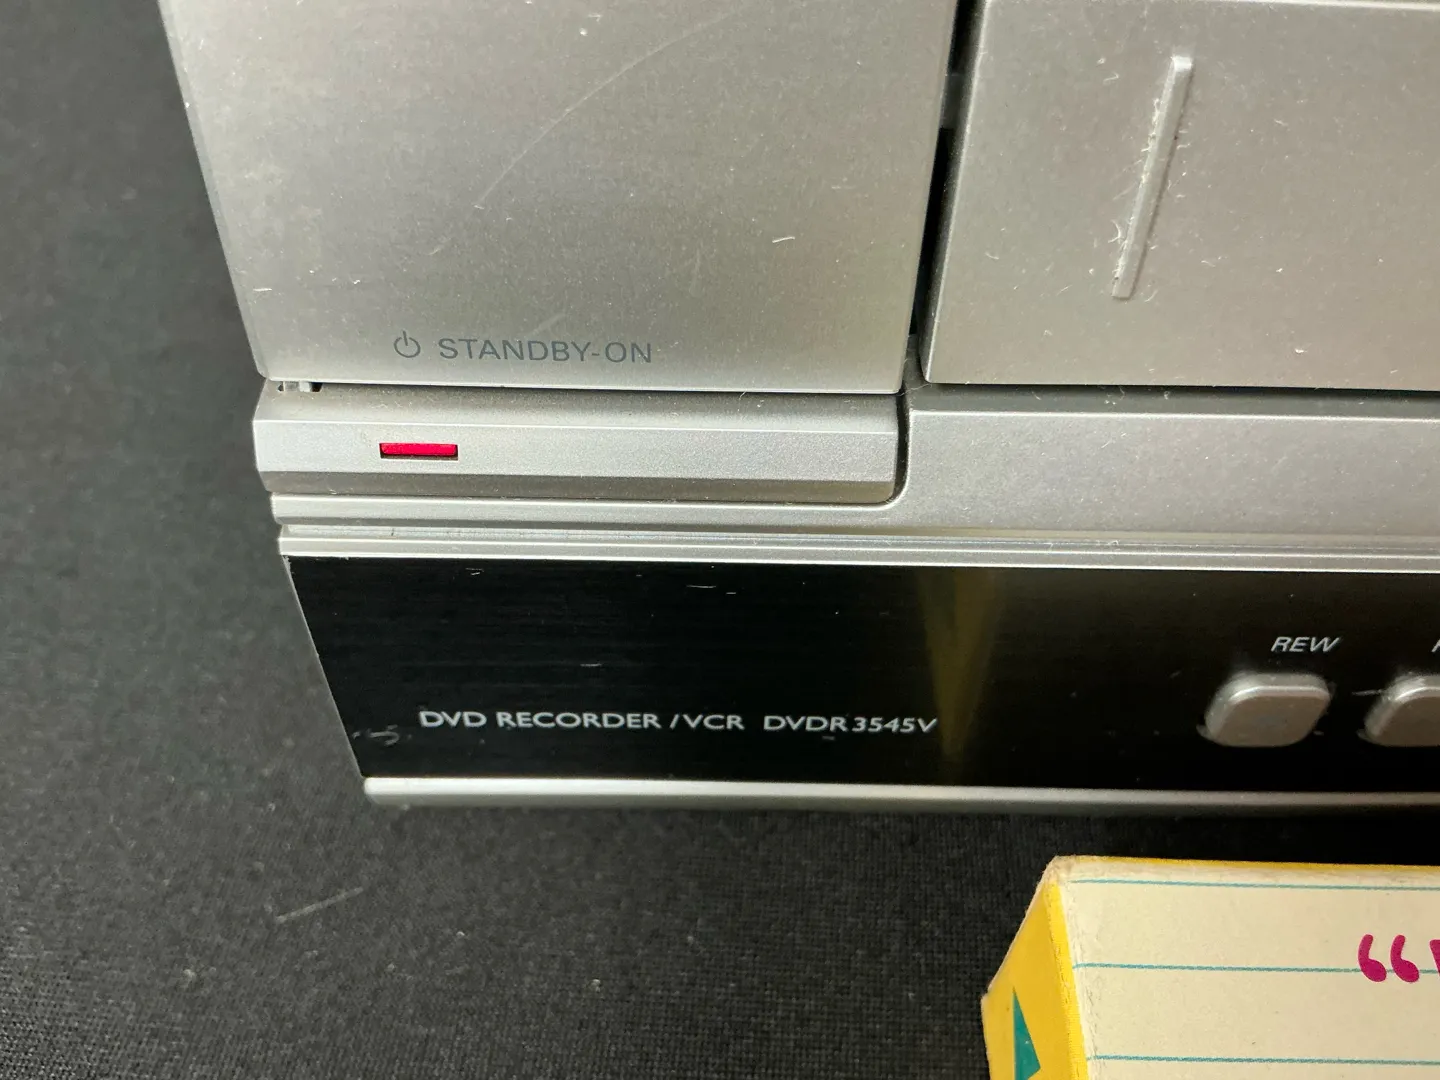 STANDBY-ON
REW
DVD RECORDER / VCR DVDR3545V
“